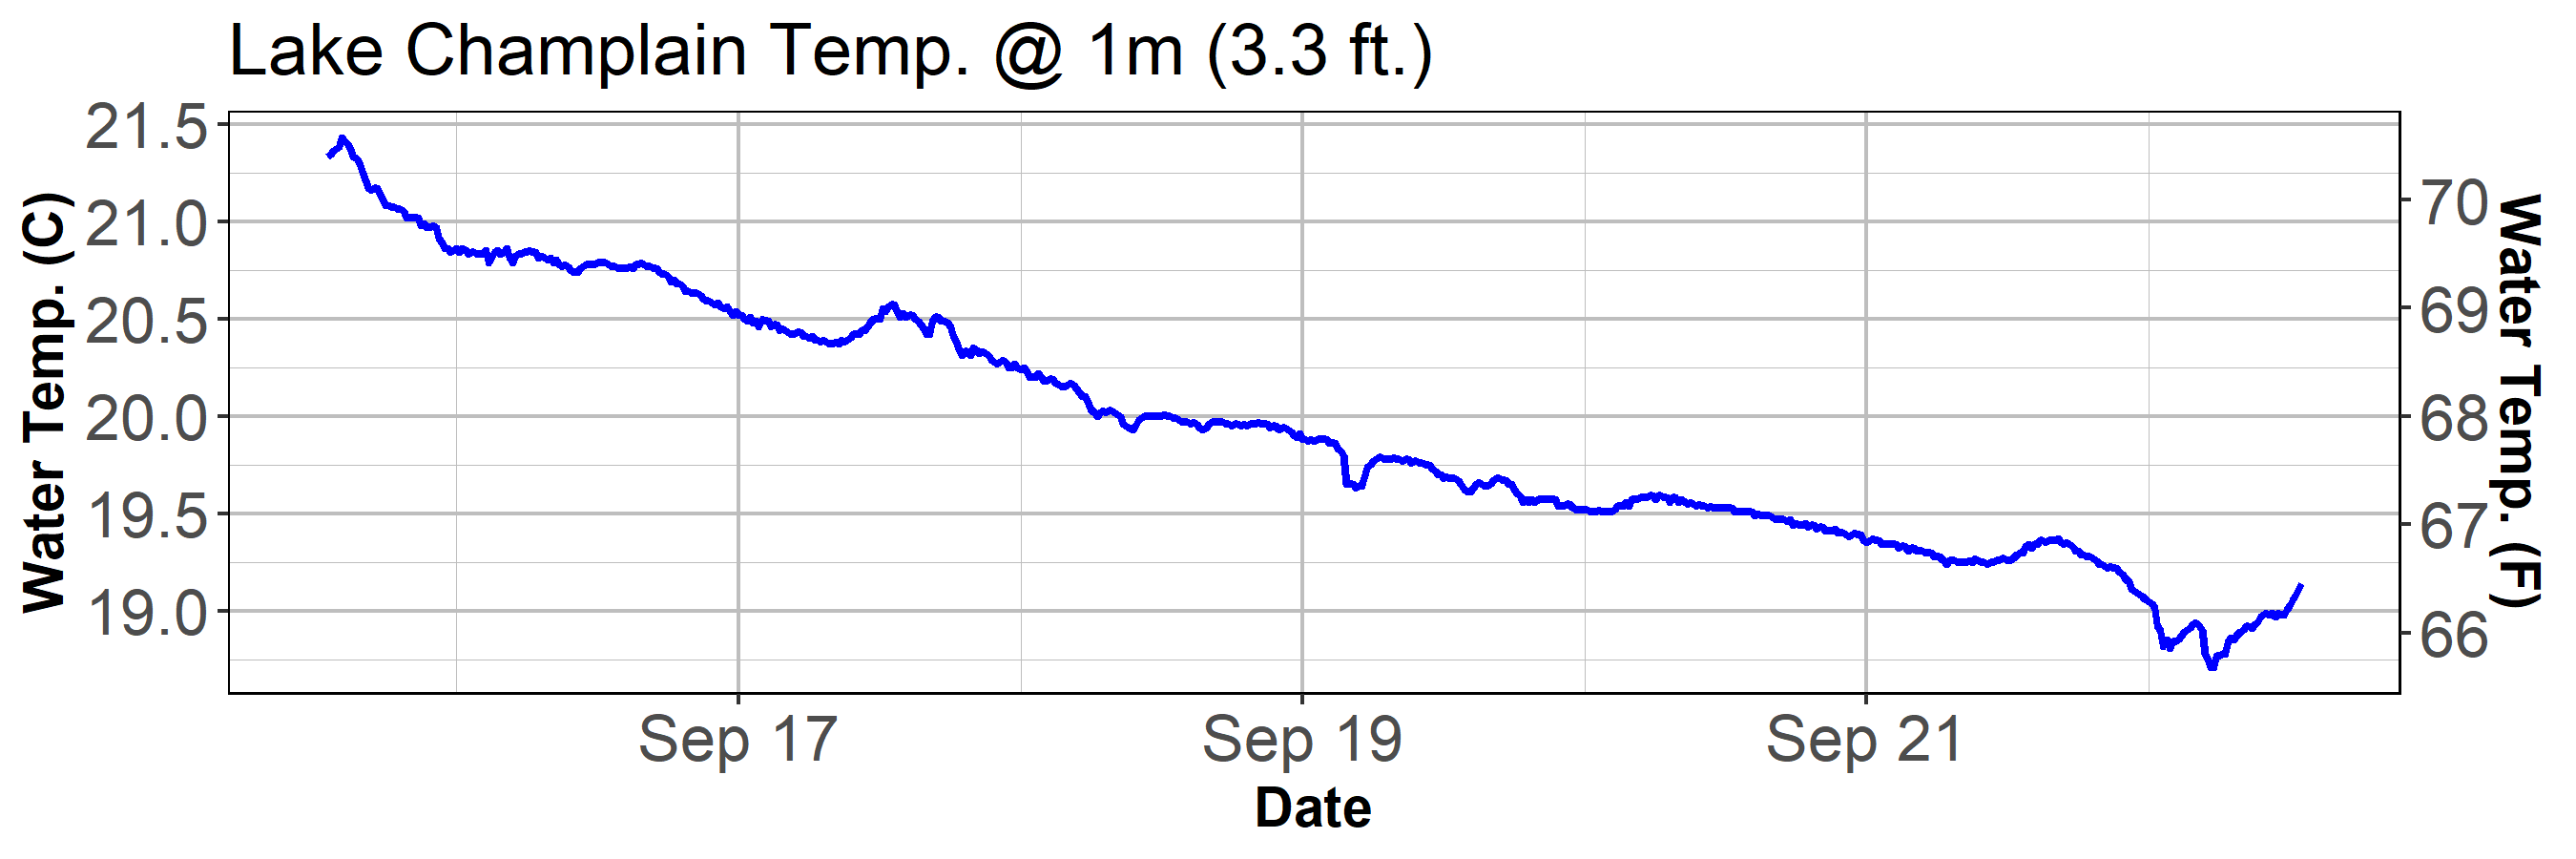 Lake Champlain Temp. @ 1m (3.3 ft.)
Water Temp. (C)
21.5
21.0
20.5
20.0
19.5
19.0
70
69
68
67
66
Water Temp. (F)
Sep 17
Sep 19
Sep 21
Date